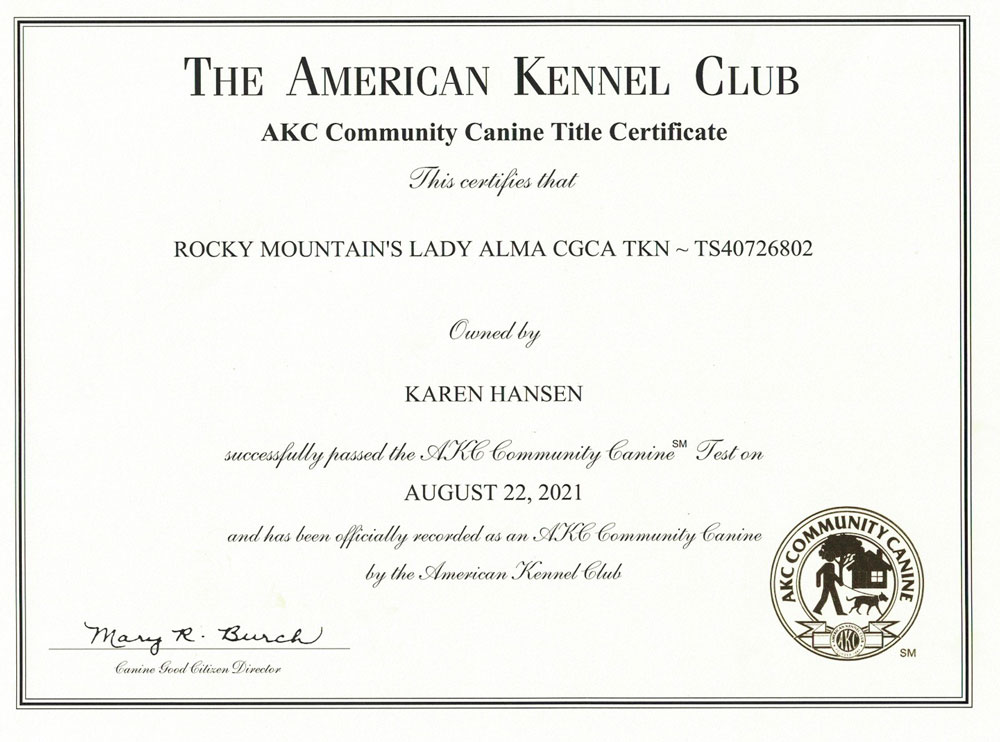 THE AMERICAN KENNEL CLUB
AKC Community Canine Title Certificate
This certifies that
ROCKY MOUNTAIN'S LADY ALMA CGCA TKN ~ TS40726802
Owned by
KAREN HANSEN
successfully passed the AKC Community Canine℠ Test on
AUGUST 22, 2021
and has been officially recorded as an AKC Community Canine
by the American Kennel Club
AKC COMMUNITY CANINE
AKC
SM
Mary R. Burch
Canine Good Citizen Director